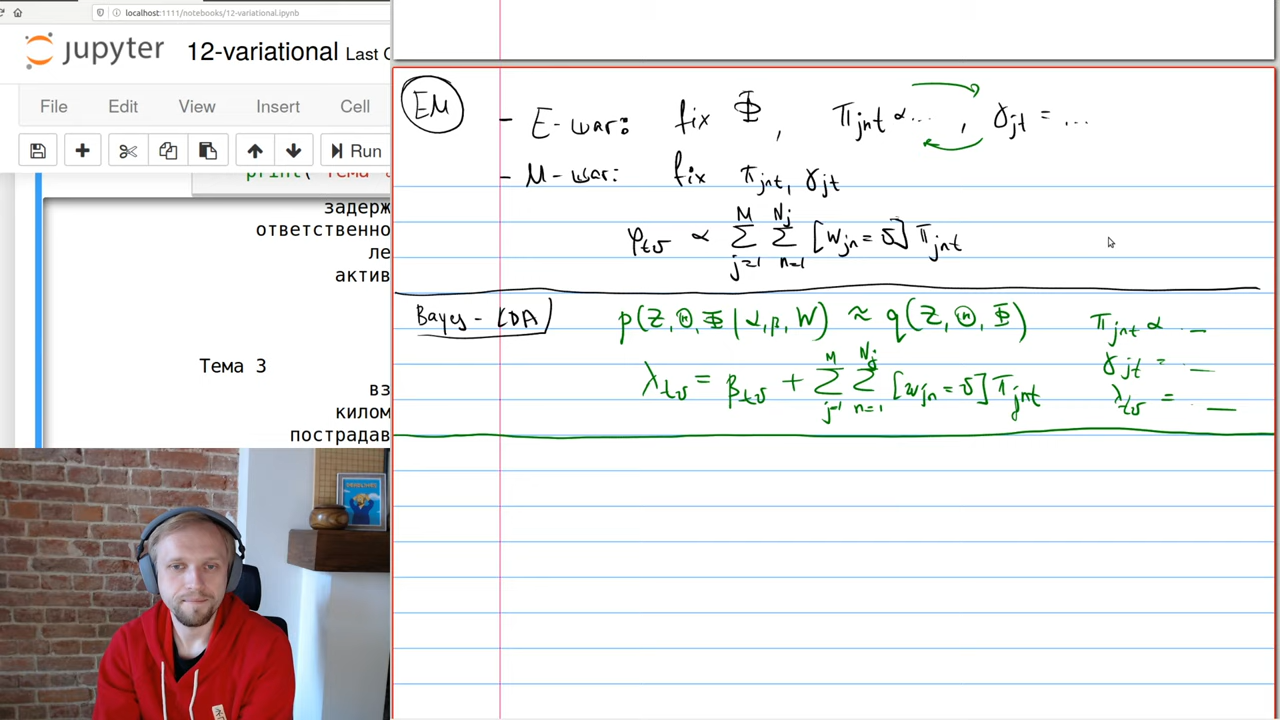 localhost:1111/notebooks/12-variational.ipynb
jupyter 12-variational Last C
File Edit View Insert Cell
Run
задерж
ответственно
ле
актив
Тема 3
вз
килом
пострадав
DEADLINES
EM
- E-шаг: fix Φ, π_jnt ∝ ..., γ_jt = ...
- M-шаг: fix π_jnt, γ_jt
φ_tv ∝ Σ_{j=1}^{M} Σ_{n=1}^{N_j} [w_jn = v] π_jnt
Bayes - LDA p(Z, Θ, Φ | α, β, W) ≈ q(Z, Θ, Φ) π_jnt ∝ ...
γ_jt = ...
λ_tv = β_tv + Σ_{j=1}^{M} Σ_{n=1}^{N_j} [w_jn = v] π_jnt λ_tv = ...